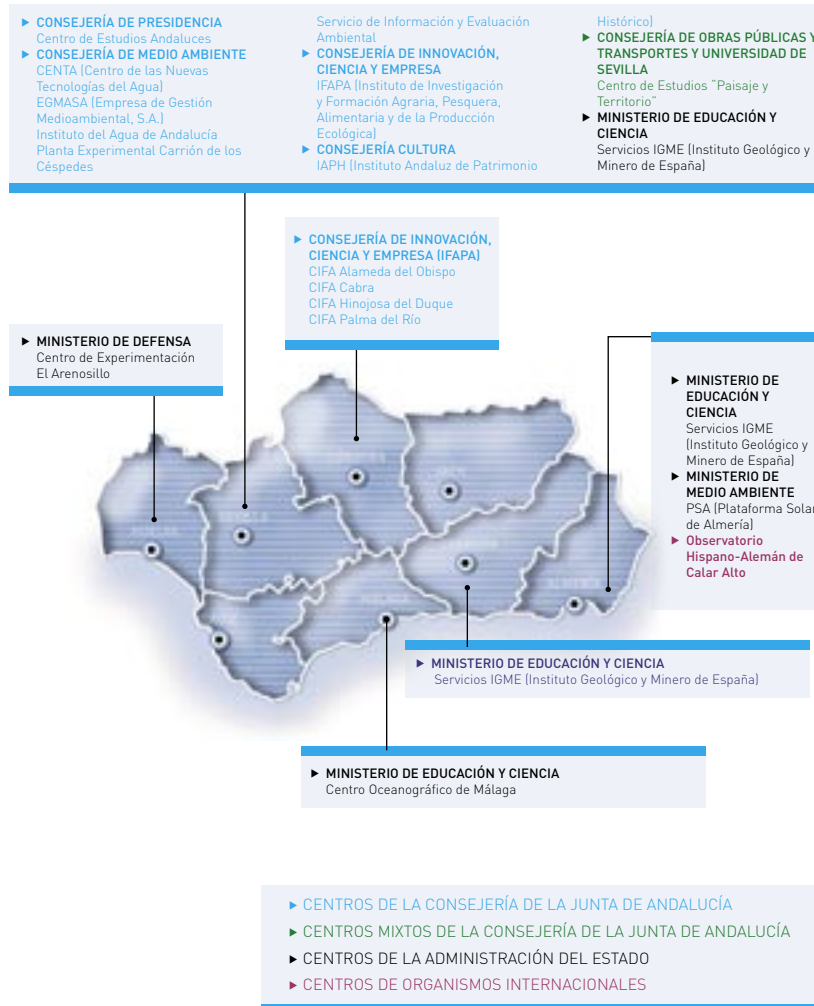 ► CONSEJERÍA DE PRESIDENCIA
Centro de Estudios Andaluces
► CONSEJERÍA DE MEDIO AMBIENTE
CENTA (Centro de las Nuevas
Tecnologías del Agua)
EGMASA (Empresa de Gestión
Medioambiental, S.A.)
Instituto del Agua de Andalucía
Planta Experimental Carrión de los
Céspedes
Servicio de Información y Evaluación
Ambiental
► CONSEJERÍA DE INNOVACIÓN,
CIENCIA Y EMPRESA
IFAPA (Instituto de Investigación
y Formación Agraria, Pesquera,
Alimentaria y de la Producción
Ecológica)
► CONSEJERÍA CULTURA
IAPH (Instituto Andaluz de Patrimonio
Histórico)
► CONSEJERÍA DE OBRAS PÚBLICAS Y
TRANSPORTES Y UNIVERSIDAD DE
SEVILLA
Centro de Estudios “Paisaje y
Territorio”
► MINISTERIO DE EDUCACIÓN Y
CIENCIA
Servicios IGME (Instituto Geológico y
Minero de España)
► CONSEJERÍA DE INNOVACIÓN,
CIENCIA Y EMPRESA (IFAPA)
CIFA Alameda del Obispo
CIFA Cabra
CIFA Hinojosa del Duque
CIFA Palma del Río
► MINISTERIO DE DEFENSA
Centro de Experimentación
El Arenosillo
► MINISTERIO DE
EDUCACIÓN Y
CIENCIA
Servicios IGME
(Instituto Geológico y
Minero de España)
► MINISTERIO DE
MEDIO AMBIENTE
PSA (Plataforma Solar
de Almería)
► Observatorio
Hispano-Alemán de
Calar Alto
ALMERÍA
► MINISTERIO DE EDUCACIÓN Y CIENCIA
Servicios IGME (Instituto Geológico y Minero de España)
► MINISTERIO DE EDUCACIÓN Y CIENCIA
Centro Oceanográfico de Málaga
► CENTROS DE LA CONSEJERÍA DE LA JUNTA DE ANDALUCÍA
► CENTROS MIXTOS DE LA CONSEJERÍA DE LA JUNTA DE ANDALUCÍA
► CENTROS DE LA ADMINISTRACIÓN DEL ESTADO
► CENTROS DE ORGANISMOS INTERNACIONALES